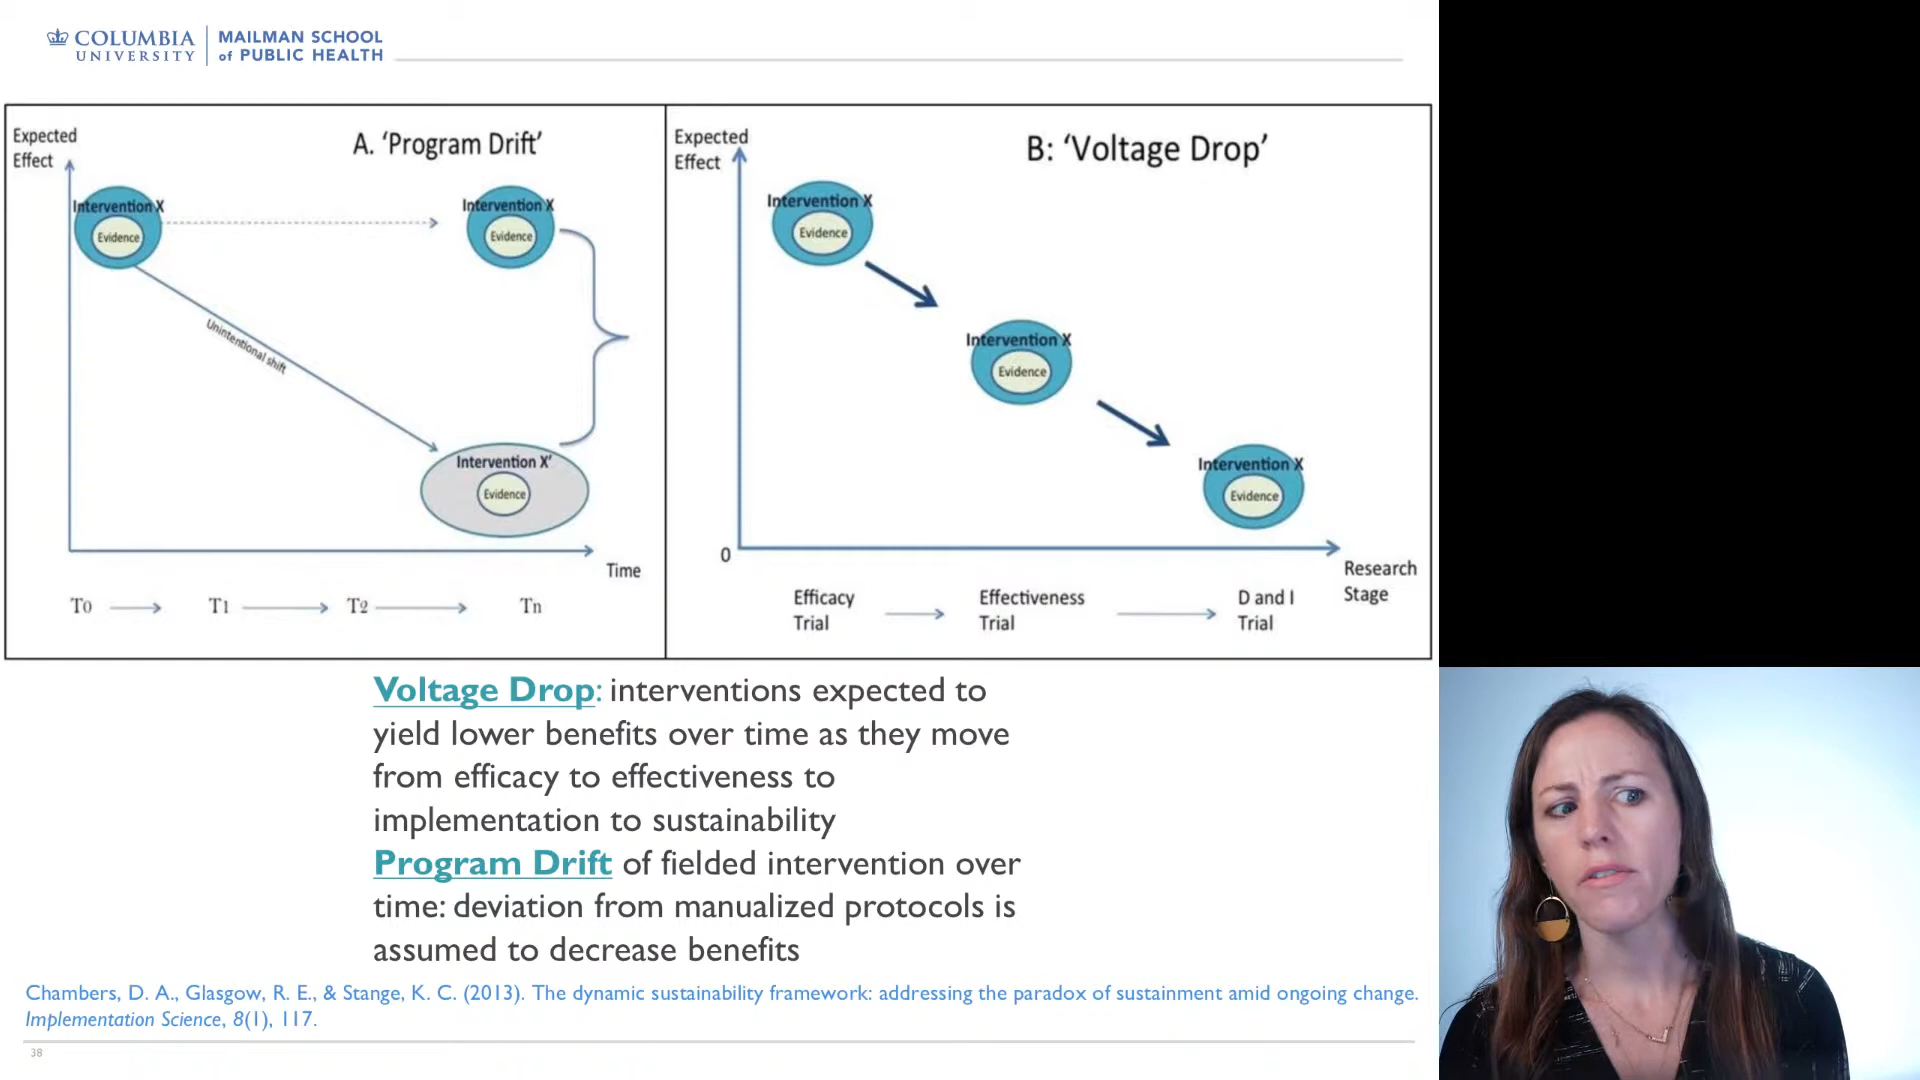 COLUMBIA UNIVERSITY
MAILMAN SCHOOL
of PUBLIC HEALTH
Expected
Effect
A. ‘Program Drift’
Intervention X
Evidence
Intervention X
Evidence
Unintentional shift
Intervention X’
Evidence
Time
T0
T1
T2
Tn
Expected
Effect
B: ‘Voltage Drop’
Intervention X
Evidence
Intervention X
Evidence
Intervention X
Evidence
0
Research
Stage
Efficacy
Trial
Effectiveness
Trial
D and I
Trial
Voltage Drop: interventions expected to
yield lower benefits over time as they move
from efficacy to effectiveness to
implementation to sustainability
Program Drift of fielded intervention over
time: deviation from manualized protocols is
assumed to decrease benefits
Chambers, D. A., Glasgow, R. E., & Stange, K. C. (2013). The dynamic sustainability framework: addressing the paradox of sustainment amid ongoing change.
Implementation Science, 8(1), 117.
38